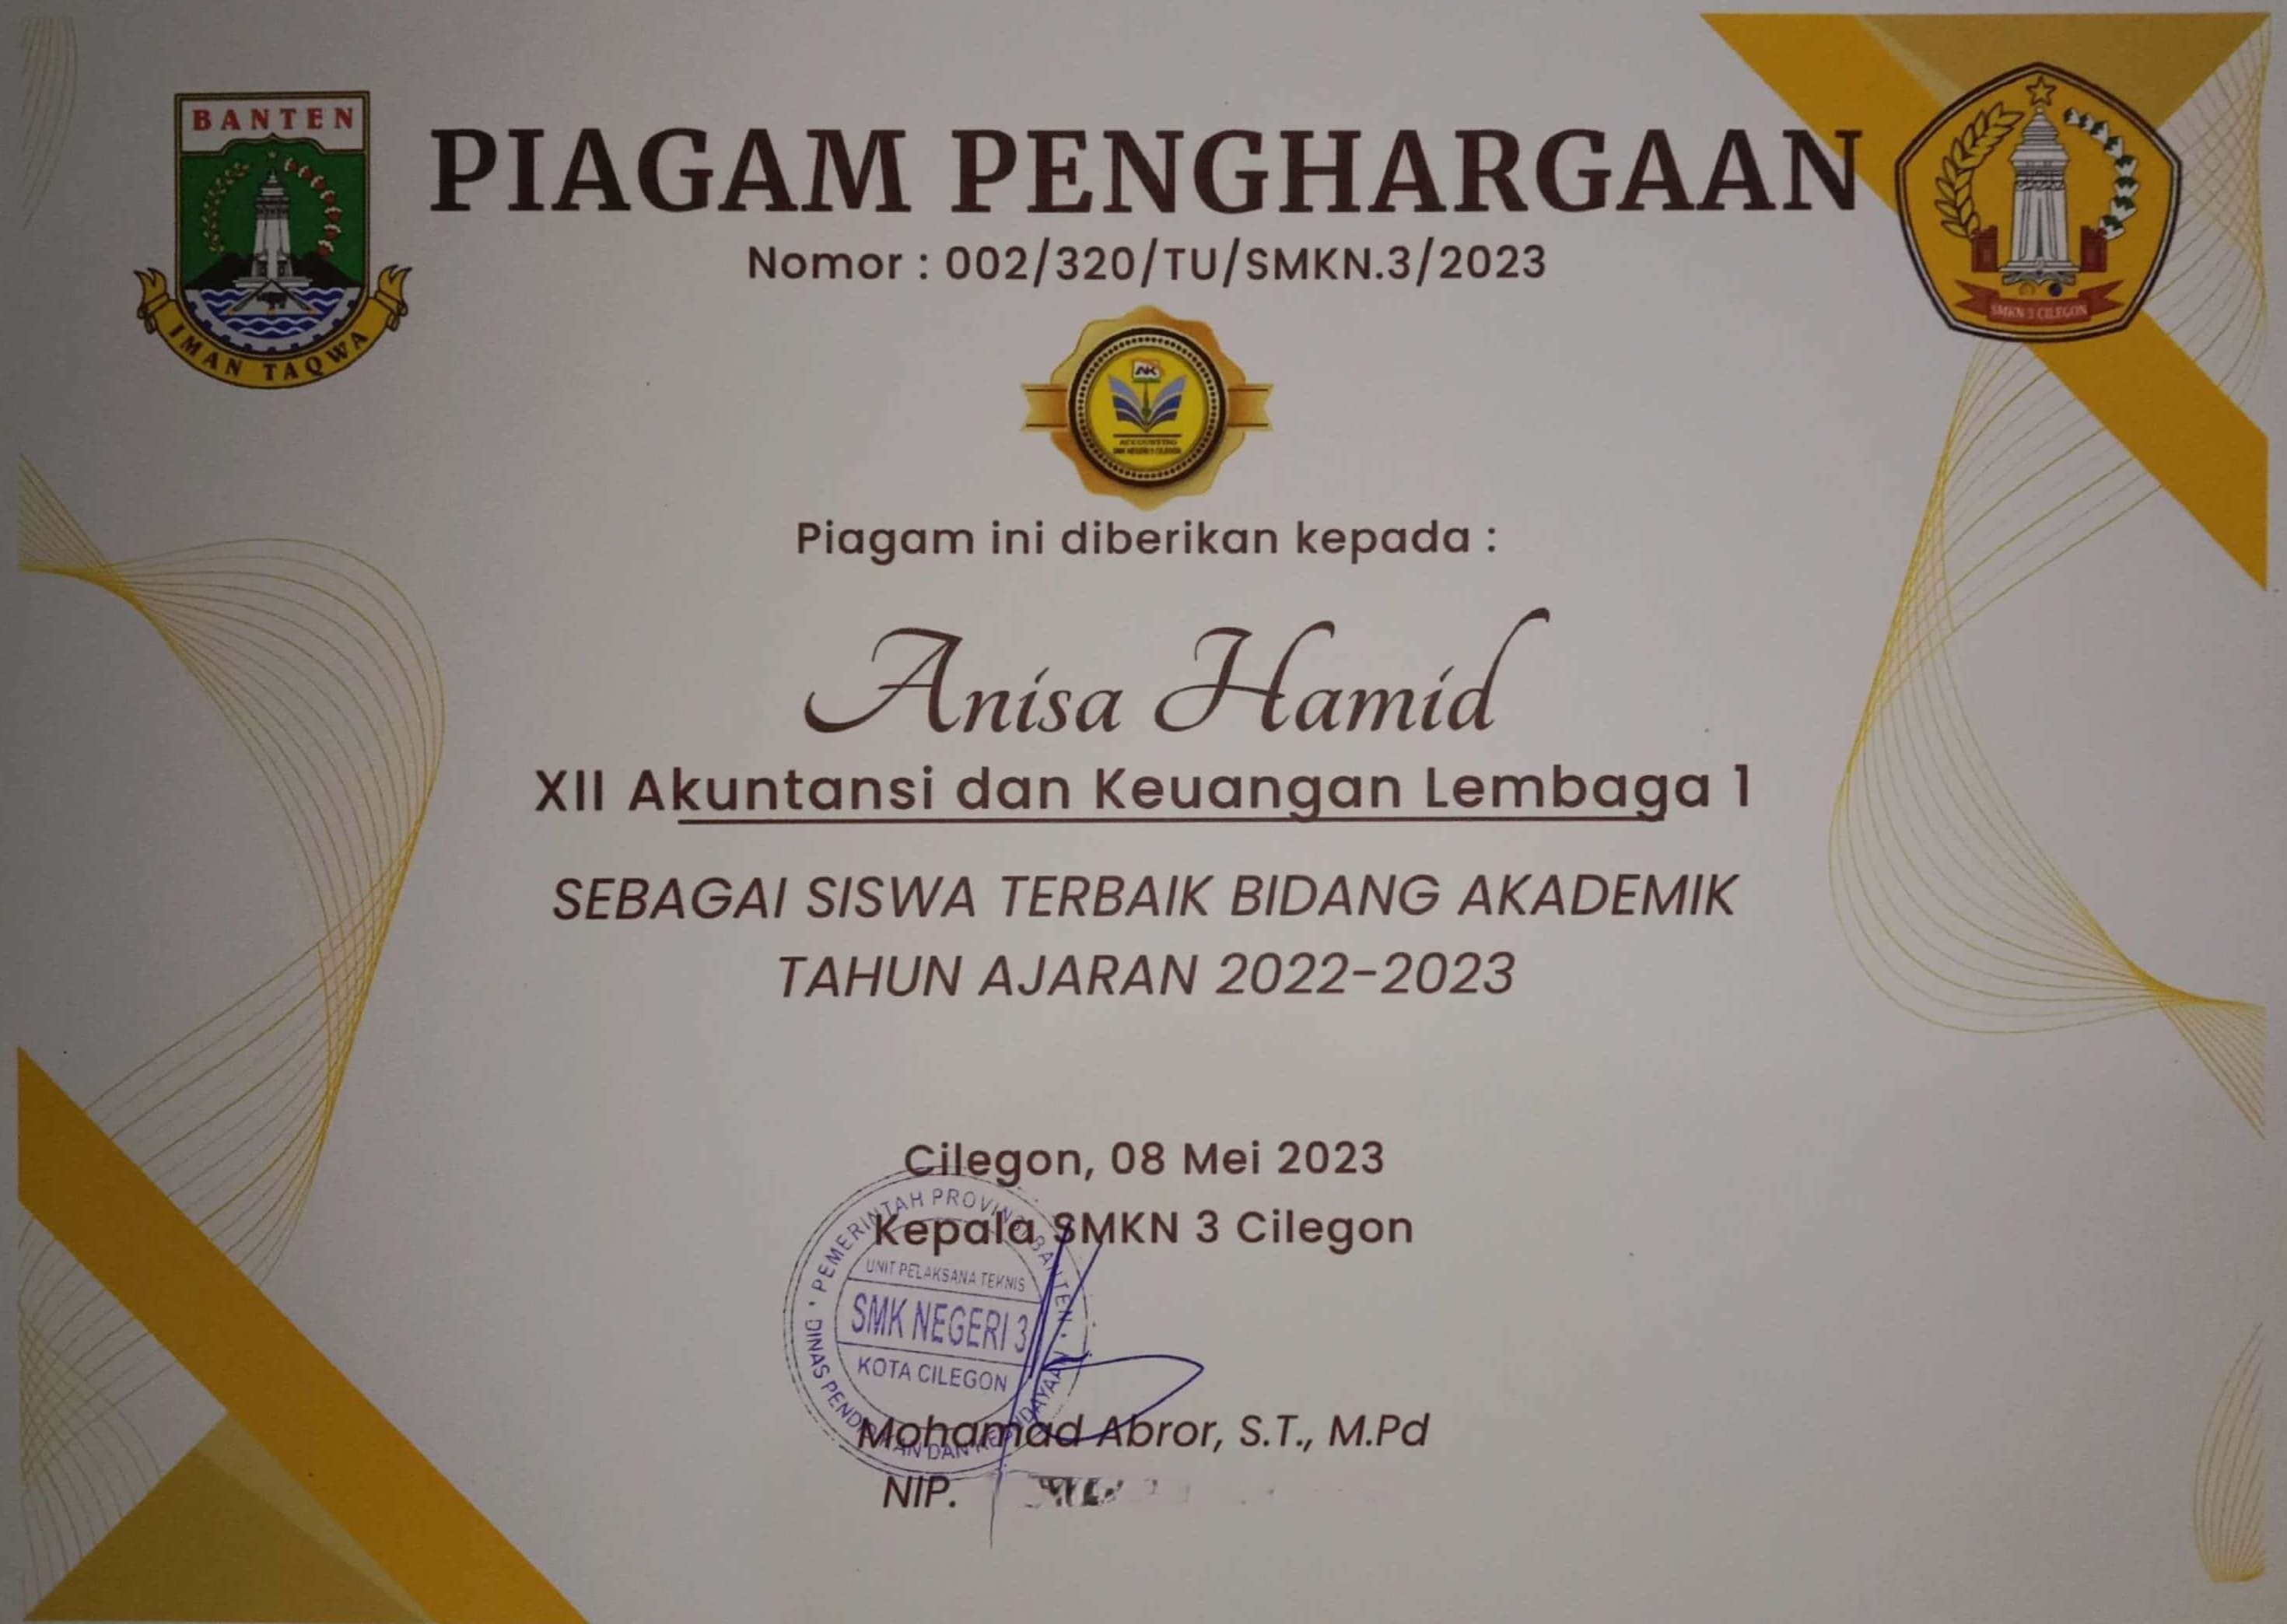 BANTEN
IMAN TAQWA
PIAGAM PENGHARGAAN
SMKN 3 CILEGON
Nomor : 002/320/TU/SMKN.3/2023
AK
ACCOUNTING
SMK NEGERI 3 CILEGON
Piagam ini diberikan kepada :
Anisa Hamid
XII Akuntansi dan Keuangan Lembaga 1
SEBAGAI SISWA TERBAIK BIDANG AKADEMIK
TAHUN AJARAN 2022-2023
Cilegon, 08 Mei 2023
Kepala SMKN 3 Cilegon
PEMERINTAH PROVINSI BANTEN
UNIT PELAKSANA TEKNIS
SMK NEGERI 3
KOTA CILEGON
DINAS PENDIDIKAN DAN KEBUDAYAAN
Mohamad Abror, S.T., M.Pd
NIP.